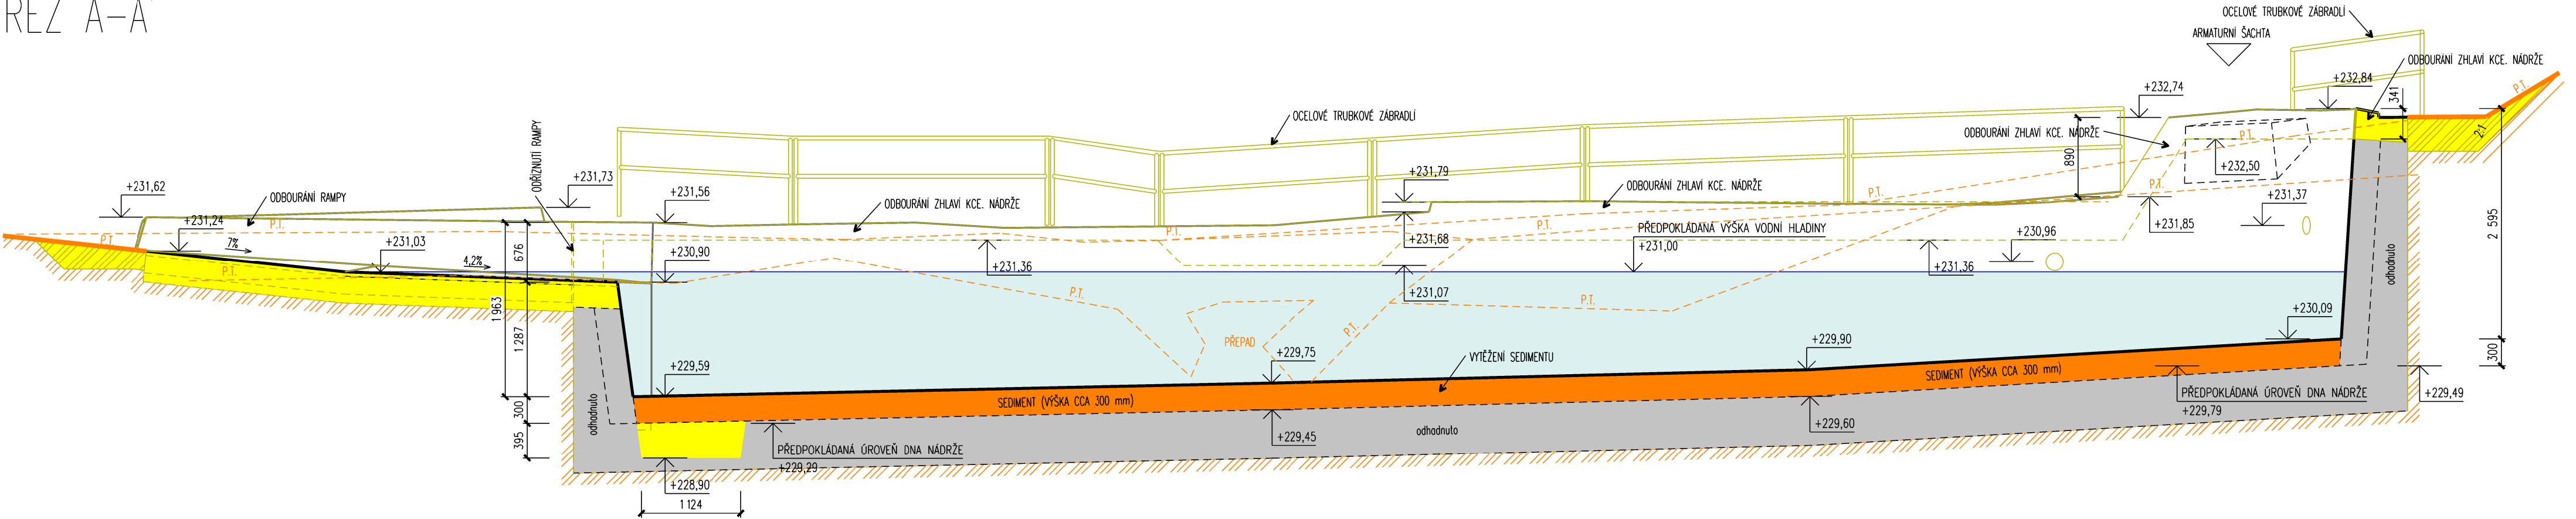 ŘEZ A-A'
OCELOVÉ TRUBKOVÉ ZÁBRADLÍ
ARMATURNÍ ŠACHTA
ODBOURÁNÍ ZHLAVÍ KCE. NÁDRŽE
+232,84
341
P.T.
2:1
+232,74
OCELOVÉ TRUBKOVÉ ZÁBRADLÍ
ODBOURÁNÍ ZHLAVÍ KCE. NÁDRŽE
P.T.
890
+232,50
ODŘÍZNUTÍ RAMPY
+231,62
ODBOURÁNÍ RAMPY
+231,73
+231,56
ODBOURÁNÍ ZHLAVÍ KCE. NÁDRŽE
+231,79
ODBOURÁNÍ ZHLAVÍ KCE. NÁDRŽE
P.T.
P.T.
+231,37
+231,85
+231,24
P.T.
P.T.
7%
+231,03
4,2%
676
P.T.
P.T.
+231,68
PŘEDPOKLÁDANÁ VÝŠKA VODNÍ HLADINY
+231,00
+230,96
2 595
odhodnuto
P.T.
+230,90
+231,36
+231,36
+231,07
P.T.
P.T.
P.T.
1 963
1 287
PŘEPAD
+230,09
+229,59
+229,75
VYTĚŽENÍ SEDIMENTU
+229,90
300
SEDIMENT (VÝŠKA CCA 300 mm)
SEDIMENT (VÝŠKA CCA 300 mm)
PŘEDPOKLÁDANÁ ÚROVEŇ DNA NÁDRŽE
+229,79
+229,49
odhodnuto
300
395
+229,45
odhodnuto
+229,60
PŘEDPOKLÁDANÁ ÚROVEŇ DNA NÁDRŽE
+229,29
+228,90
1 124